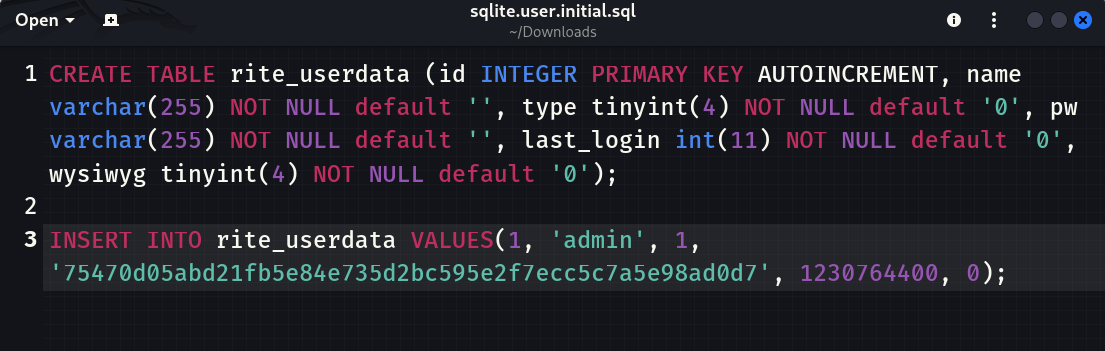 Open
sqlite.user.initial.sql
~/Downloads
1 CREATE TABLE rite_userdata (id INTEGER PRIMARY KEY AUTOINCREMENT, name
varchar(255) NOT NULL default '', type tinyint(4) NOT NULL default '0', pw
varchar(255) NOT NULL default '', last_login int(11) NOT NULL default '0',
wysiwyg tinyint(4) NOT NULL default '0');
2
3 INSERT INTO rite_userdata VALUES(1, 'admin', 1,
'75470d05abd21fb5e84e735d2bc595e2f7ecc5c7a5e98ad0d7', 1230764400, 0);